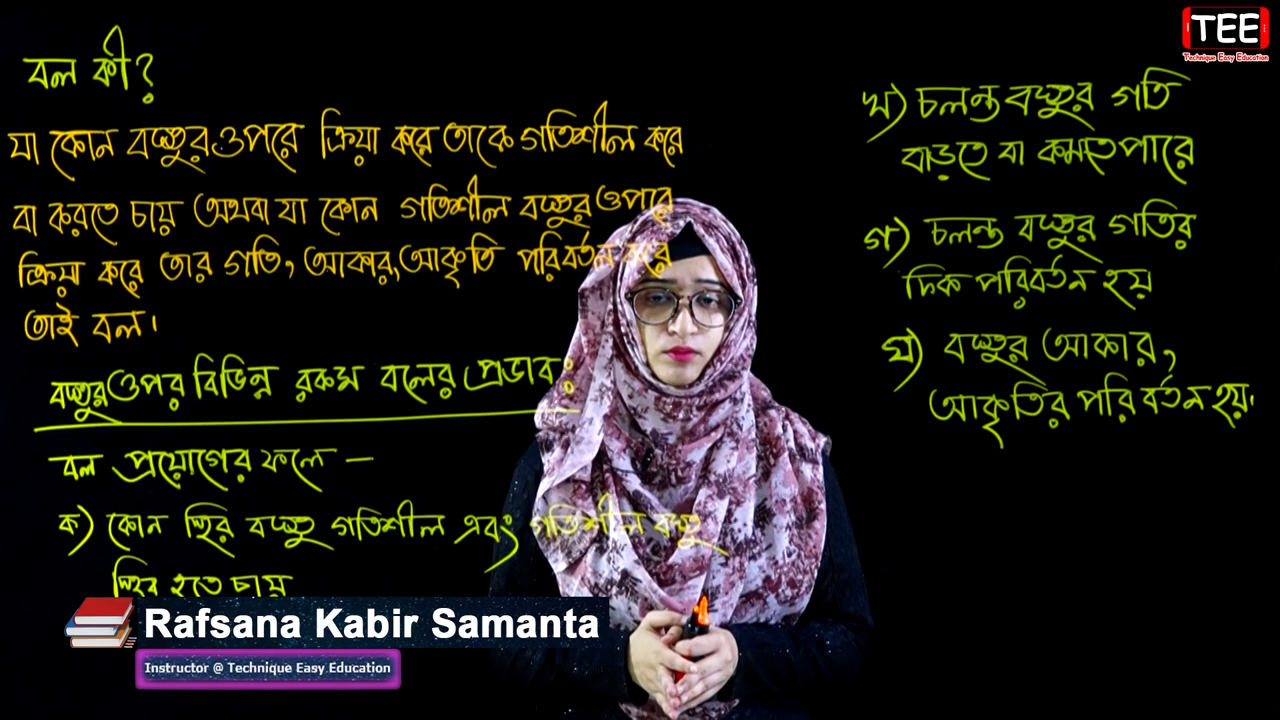 বল কী?
যা কোন বস্তুর ওপরে ক্রিয়া করে তাকে গতিশীল করে
বা করতে চায় অথবা যা কোন গতিশীল বস্তুর ওপরে
ক্রিয়া করে তার গতি, আকার, আকৃতি পরিবর্তন করে
তাই বল।
বস্তুর ওপর বিভিন্ন রকম বলের প্রভাব:
বল প্রয়োগের ফলে —
ক) কোন স্থির বস্তু গতিশীল এবং গতিশীল বস্তু
স্থির হতে চায়
খ) চলন্ত বস্তুর গতি
বাড়তে বা কমতে পারে
গ) চলন্ত বস্তুর গতির
দিক পরিবর্তন হয়
ঘ) বস্তুর আকার,
আকৃতির পরিবর্তন হয়।
TEE
Technique Easy Education
Rafsana Kabir Samanta
Instructor @ Technique Easy Education